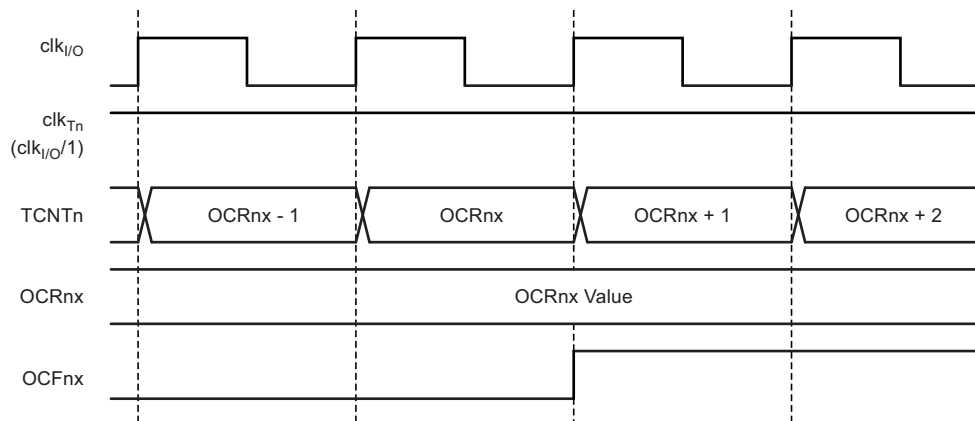 clkI/O
clkTn
(clkI/O/1)
TCNTn
OCRnx - 1
OCRnx
OCRnx + 1
OCRnx + 2
OCRnx
OCRnx Value
OCFnx